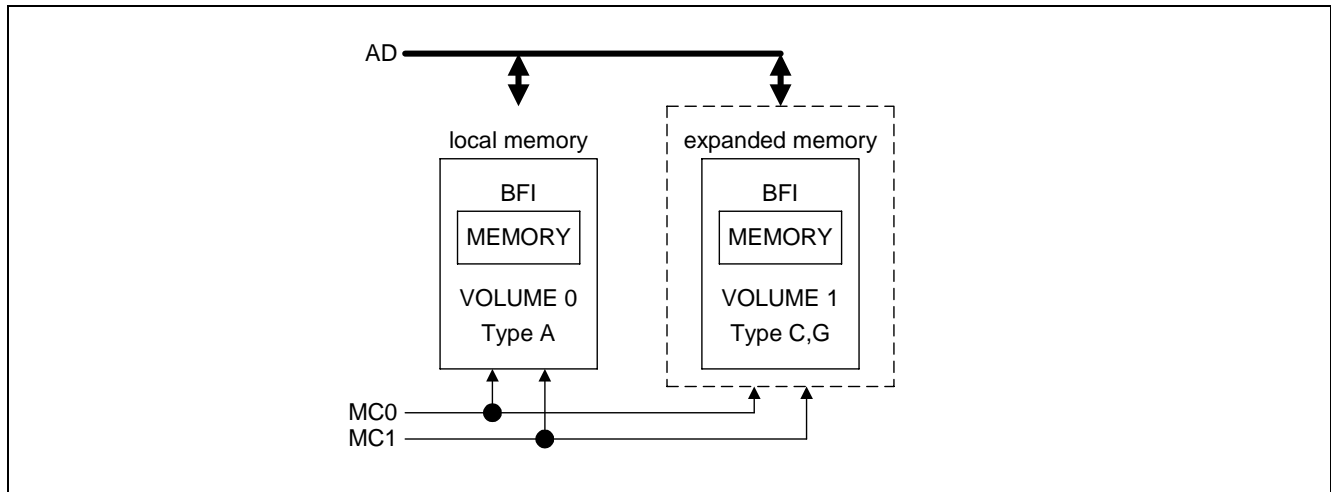 AD
local memory
BFI
MEMORY
VOLUME 0
Type A
expanded memory
BFI
MEMORY
VOLUME 1
Type C,G
MC0
MC1